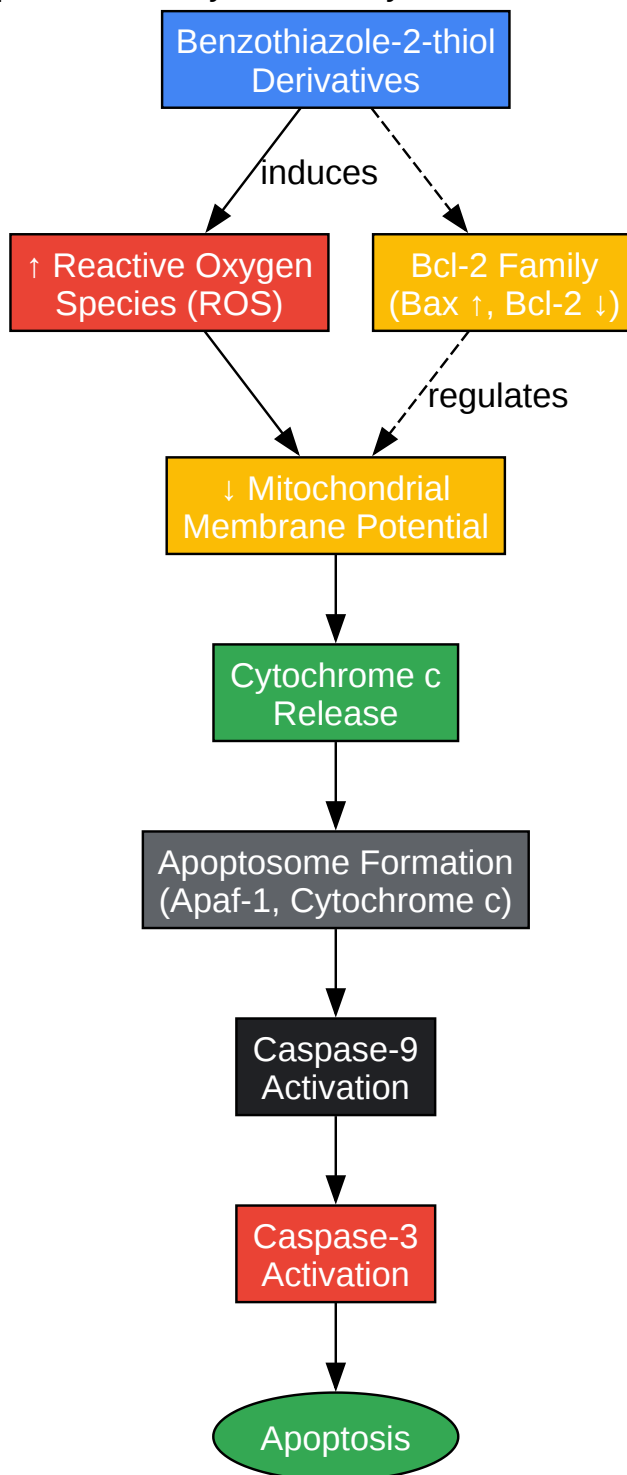 Benzothiazole-2-thiol
Derivatives
induces
↑ Reactive Oxygen
Species (ROS)
Bcl-2 Family
(Bax ↑, Bcl-2 ↓)
regulates
↓ Mitochondrial
Membrane Potential
Cytochrome c
Release
Apoptosome Formation
(Apaf-1, Cytochrome c)
Caspase-9
Activation
Caspase-3
Activation
Apoptosis